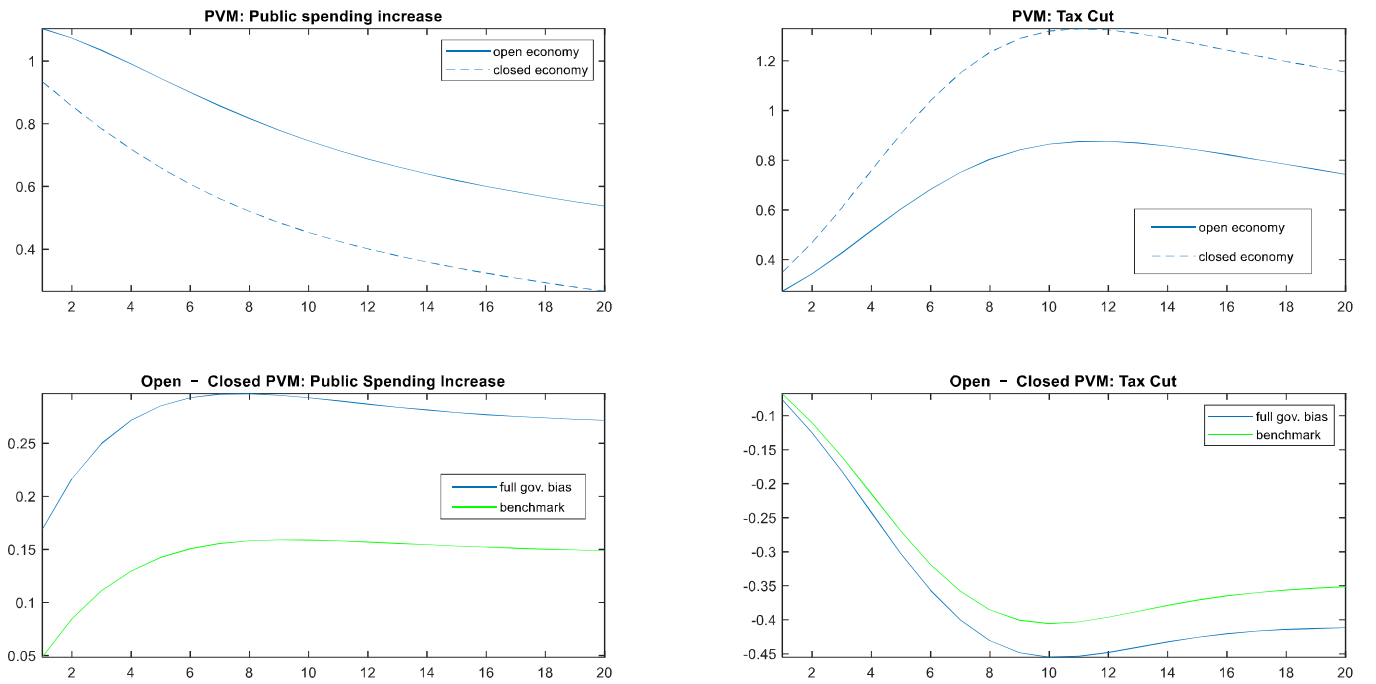 PVM: Public spending increase
1
0.8
0.6
0.4
2 4 6 8 10 12 14 16 18 20
open economy
closed economy
PVM: Tax Cut
1.2
1
0.8
0.6
0.4
2 4 6 8 10 12 14 16 18 20
open economy
closed economy
Open - Closed PVM: Public Spending Increase
0.25
0.2
0.15
0.1
0.05
2 4 6 8 10 12 14 16 18 20
full gov. bias
benchmark
Open - Closed PVM: Tax Cut
-0.1
-0.15
-0.2
-0.25
-0.3
-0.35
-0.4
-0.45
2 4 6 8 10 12 14 16 18 20
full gov. bias
benchmark